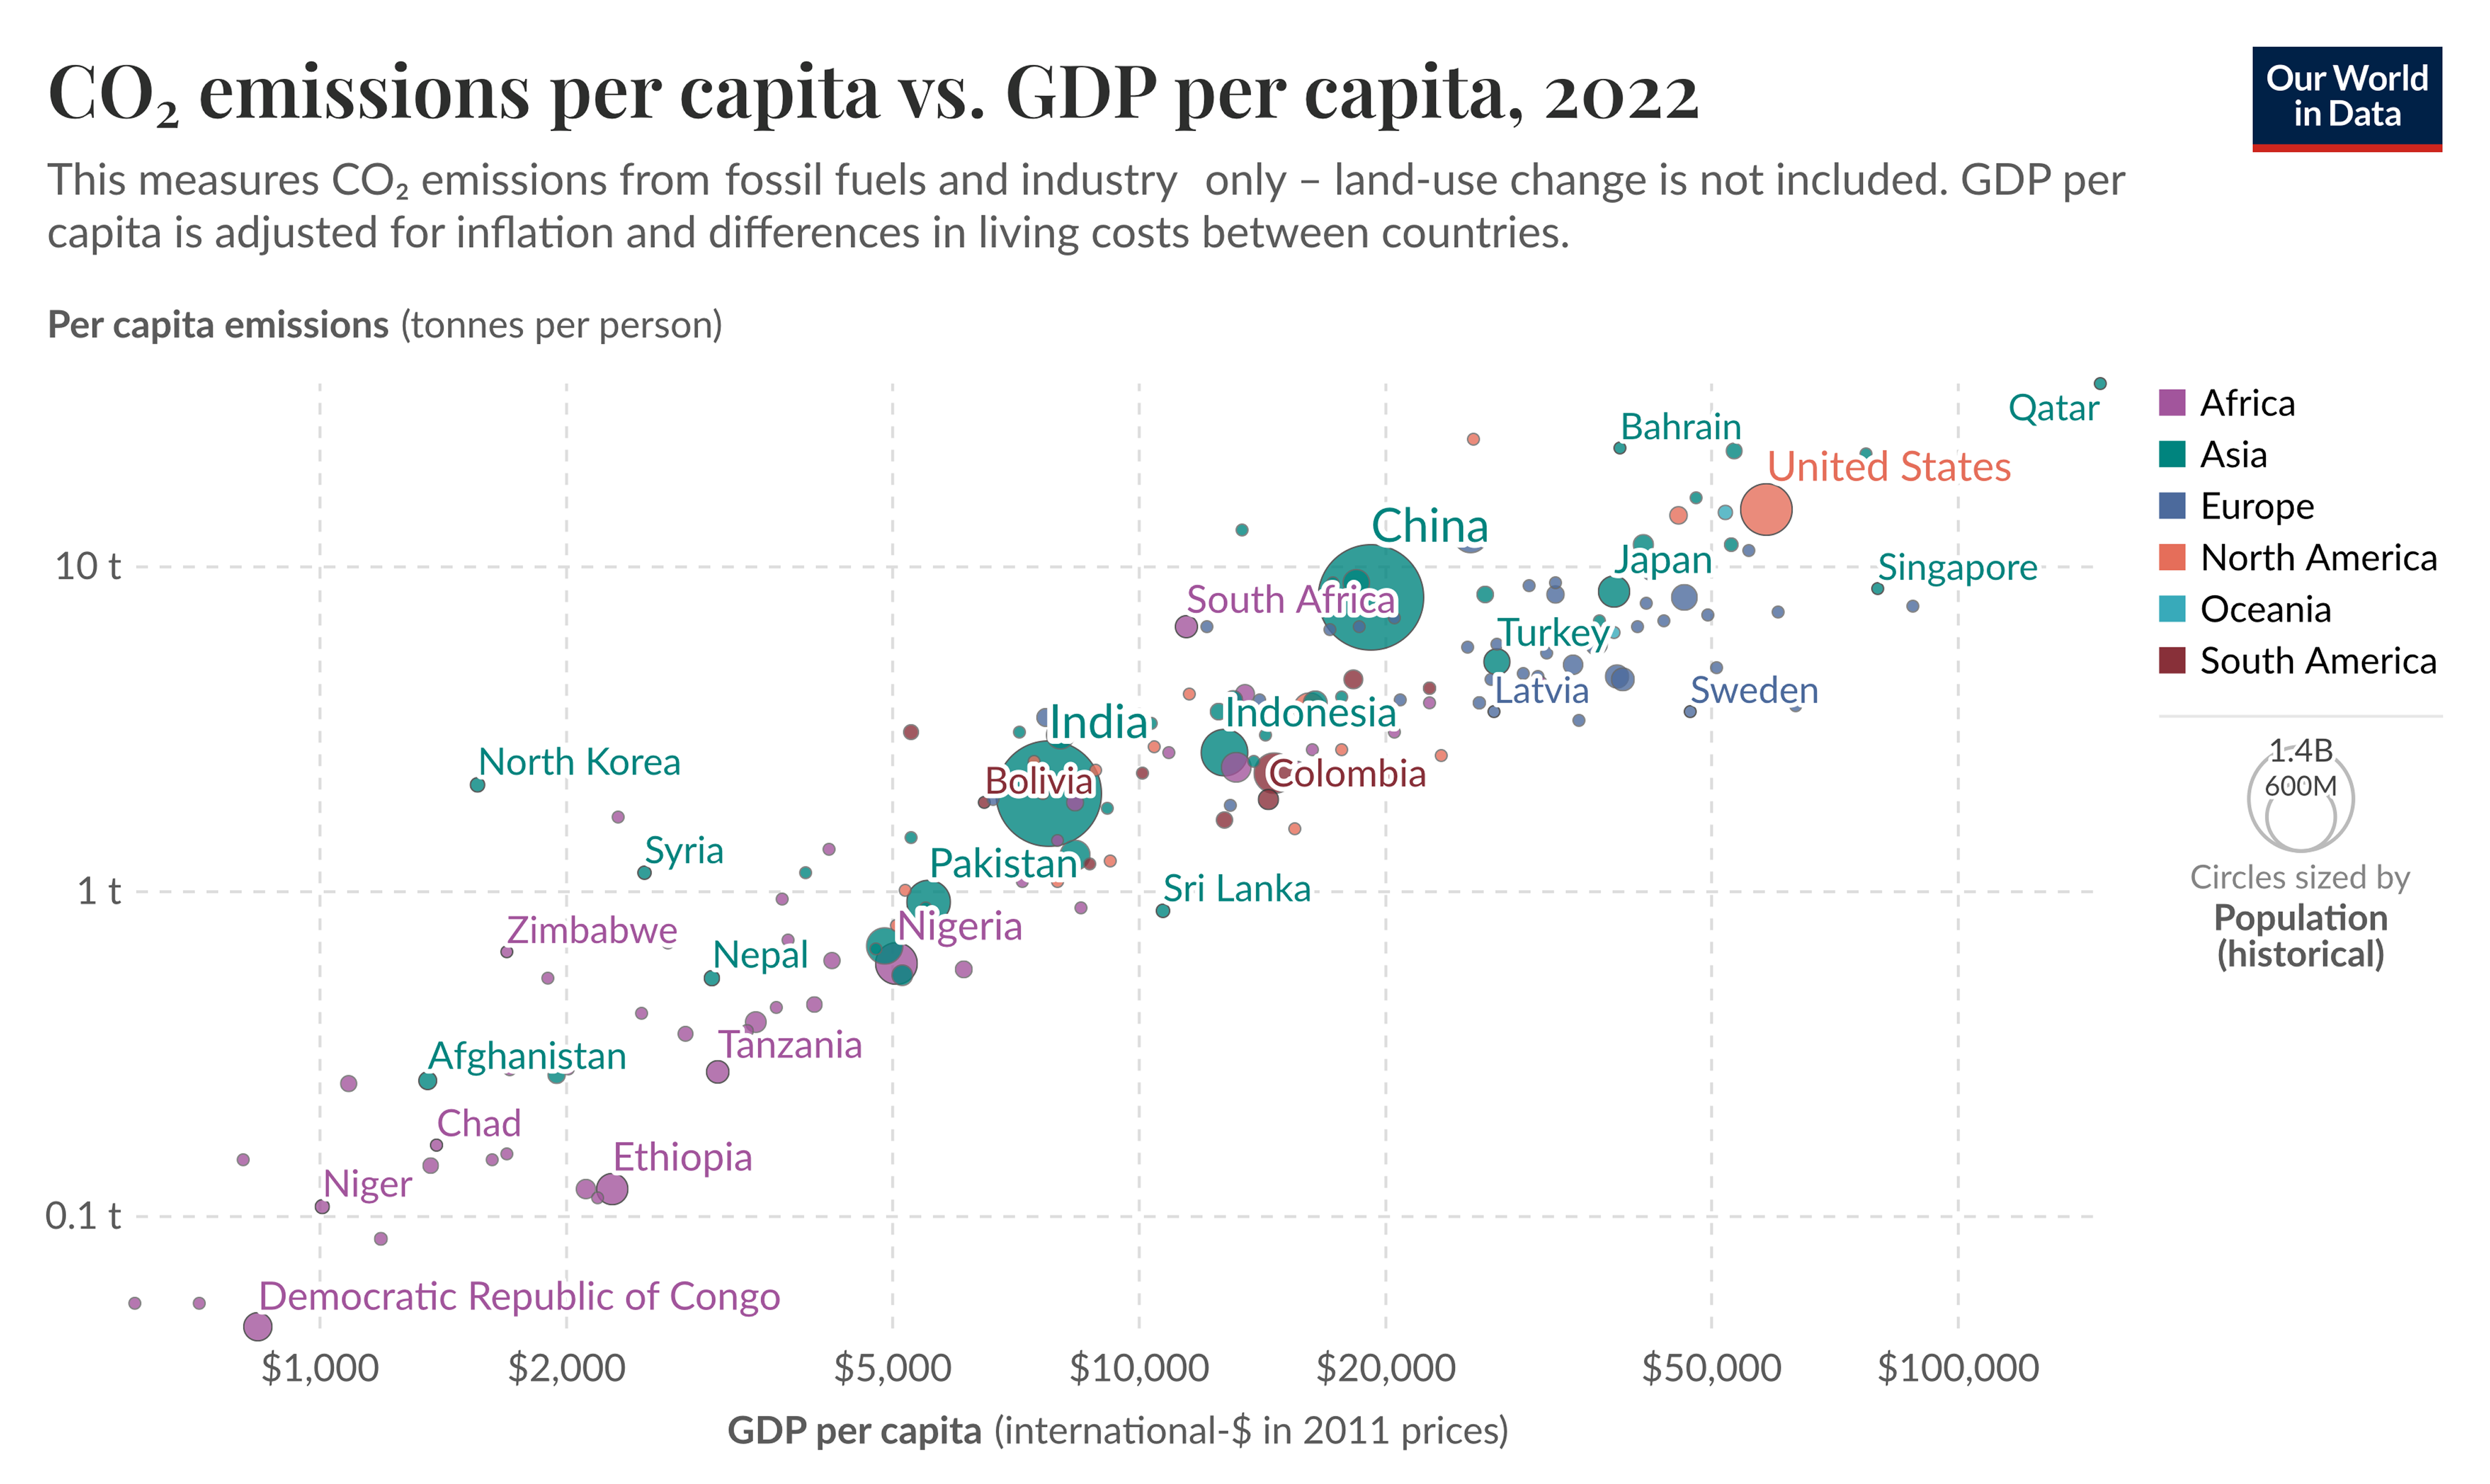 CO₂ emissions per capita vs. GDP per capita, 2022
Our World
in Data
This measures CO₂ emissions from fossil fuels and industry only – land-use change is not included. GDP per
capita is adjusted for inflation and differences in living costs between countries.
Per capita emissions (tonnes per person)
Qatar
Bahrain
United States
China
10 t
Japan
Singapore
South Africa
Turkey
Latvia
Sweden
India
Indonesia
North Korea
Bolivia
Colombia
Syria
Pakistan
1 t
Sri Lanka
Zimbabwe
Nigeria
Nepal
Tanzania
Afghanistan
Chad
Ethiopia
Niger
0.1 t
Democratic Republic of Congo
$1,000
$2,000
$5,000
$10,000
$20,000
$50,000
$100,000
GDP per capita (international-$ in 2011 prices)
Africa
Asia
Europe
North America
Oceania
South America
1.4B
600M
Circles sized by
Population
(historical)